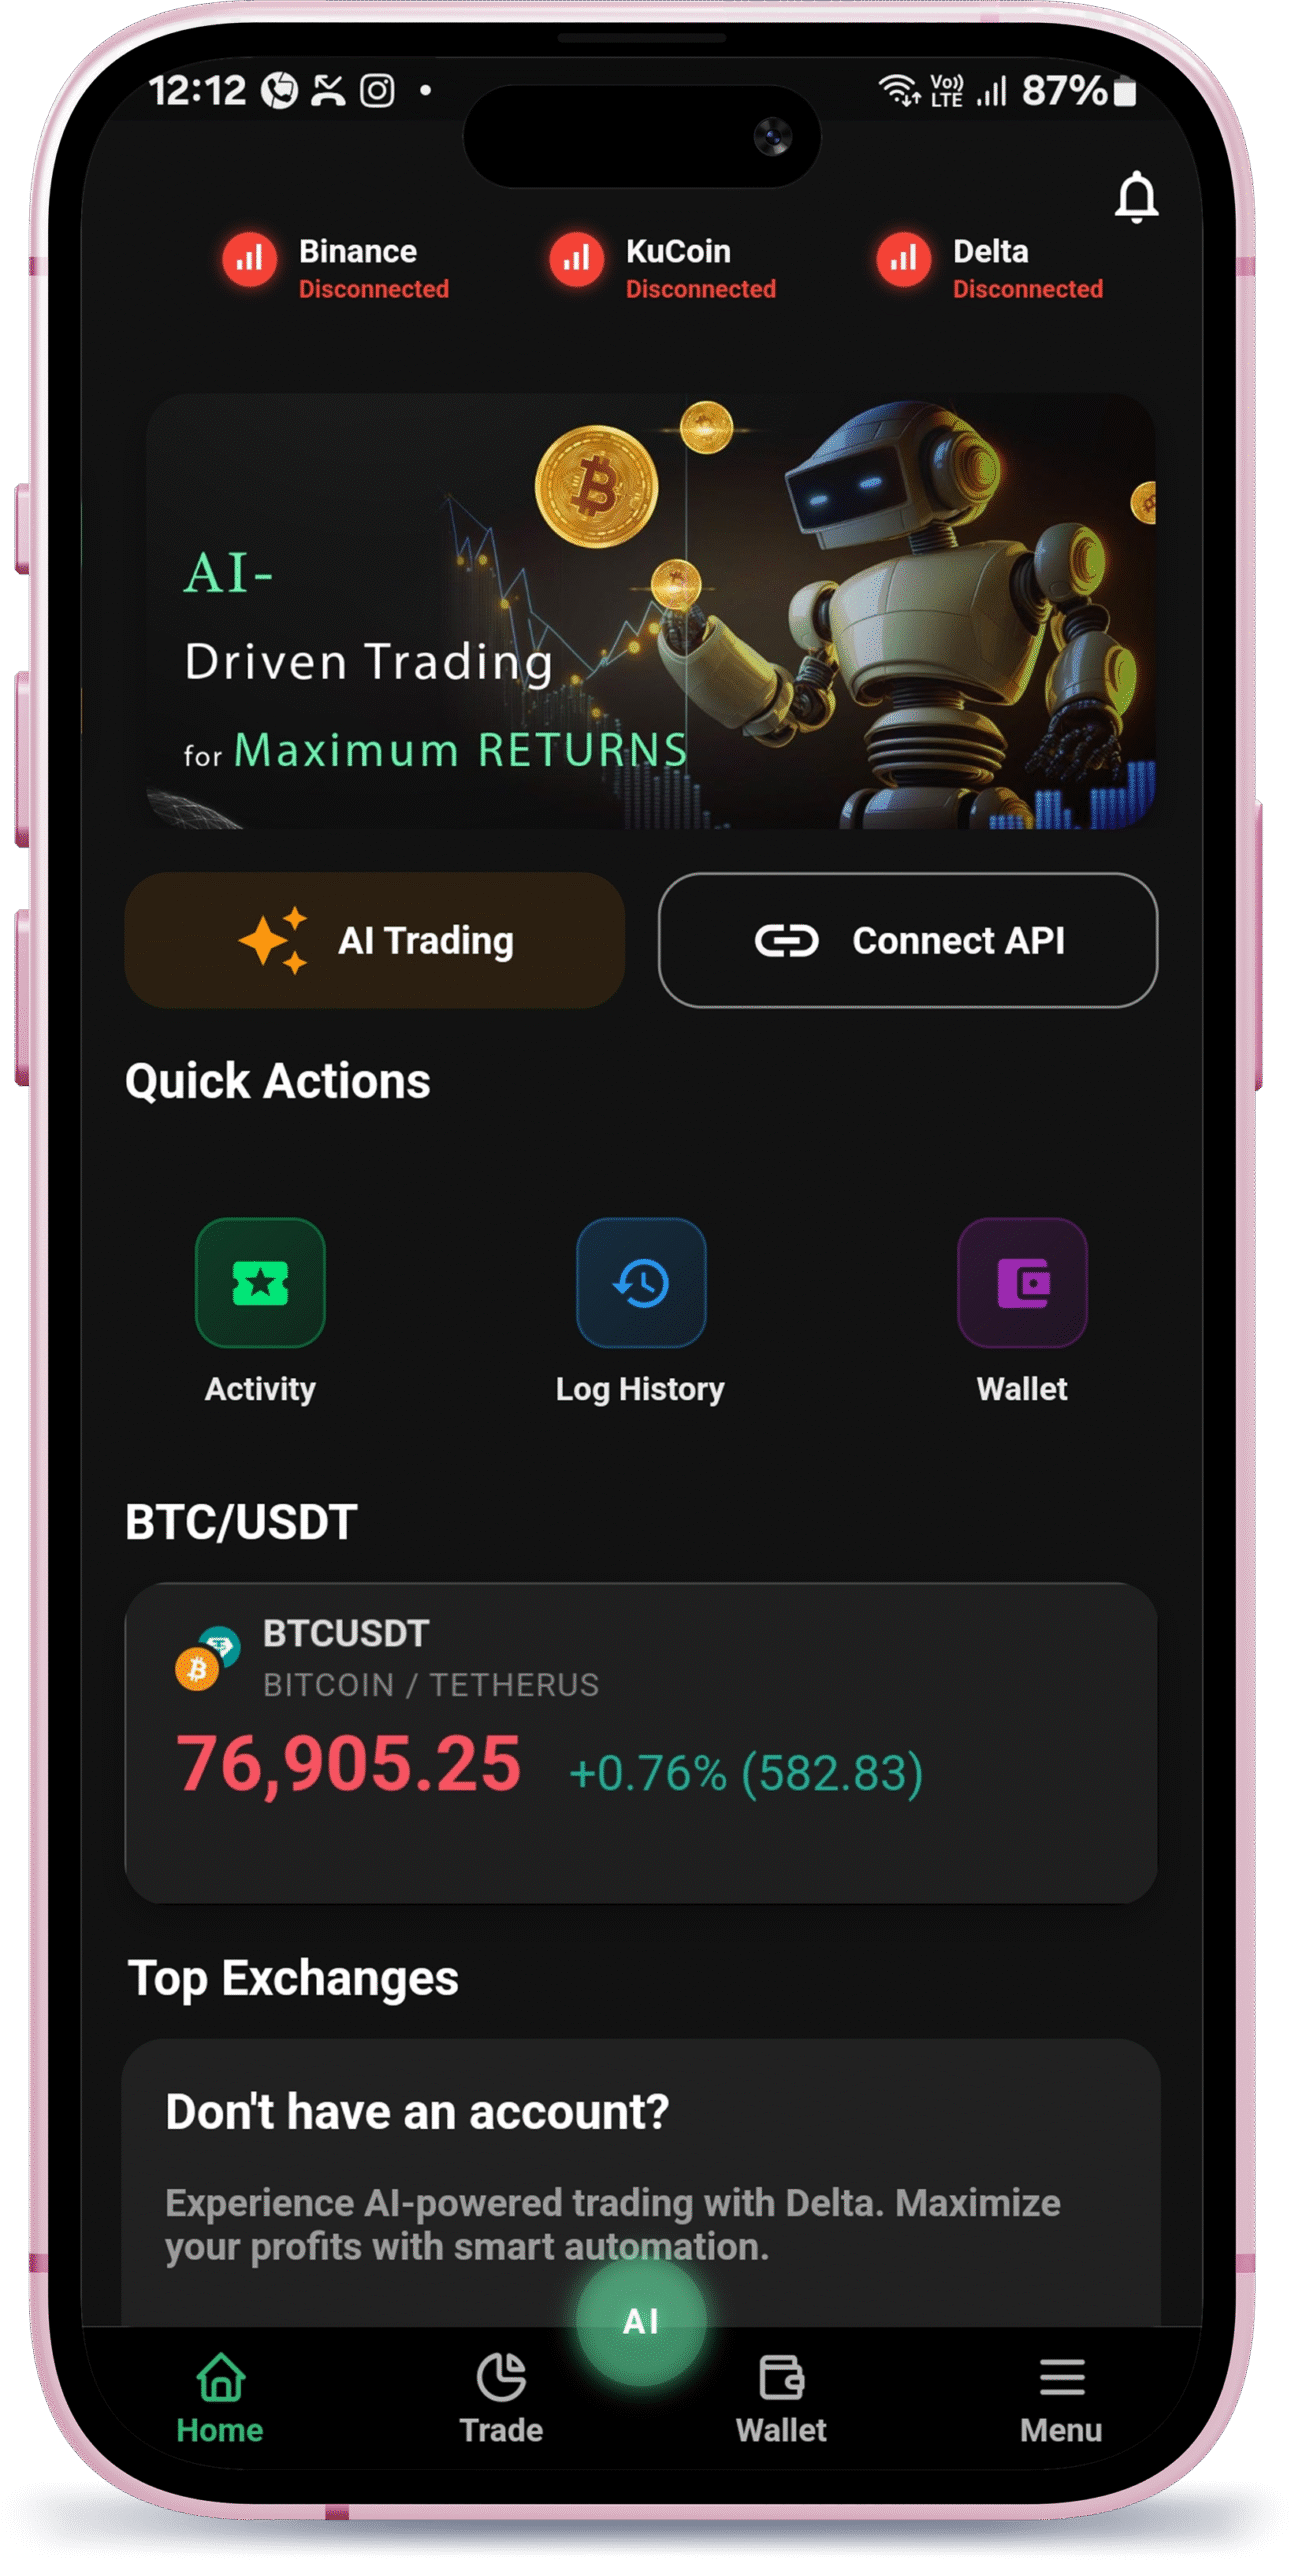 12:12
Vo)) LTE
87%
Binance
Disconnected
KuCoin
Disconnected
Delta
Disconnected
AI-
Driven Trading
for Maximum RETURNS
AI Trading
Connect API
Quick Actions
Activity
Log History
Wallet
BTC/USDT
BTCUSDT
BITCOIN / TETHERUS
76,905.25 +0.76% (582.83)
Top Exchanges
Don't have an account?
Experience AI-powered trading with Delta. Maximize
your profits with smart automation.
AI
Home
Trade
Wallet
Menu